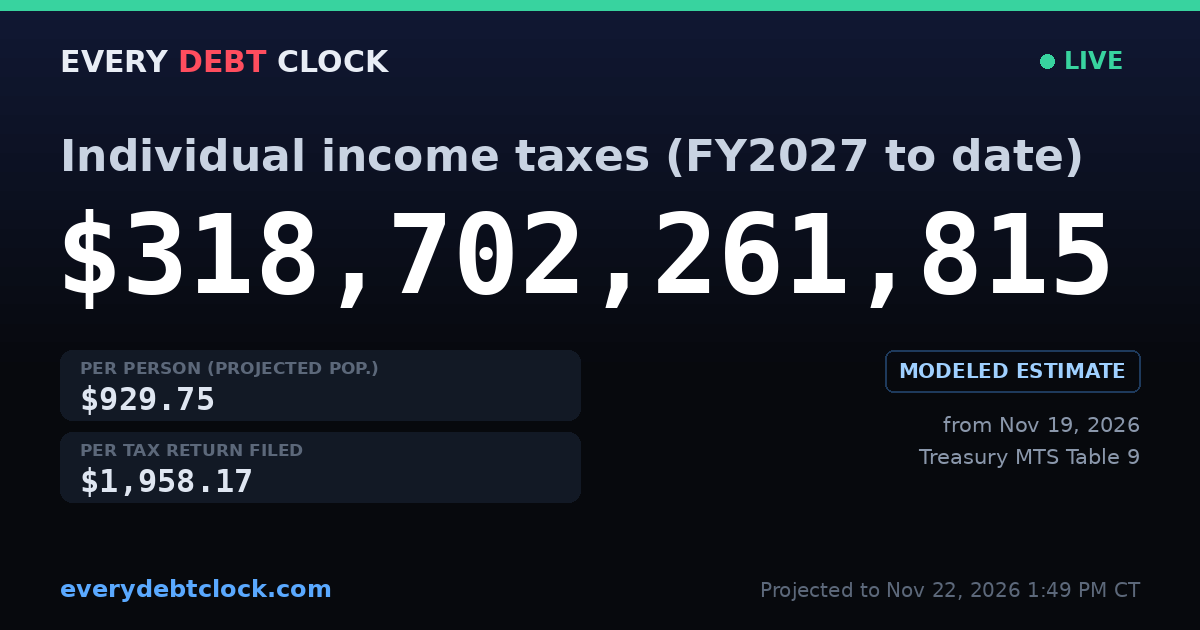 EVERY DEBT CLOCK
LIVE
Individual income taxes (FY2027 to date)
$318,702,261,815
PER PERSON (PROJECTED POP.)
$929.75
MODELED ESTIMATE
from Nov 19, 2026
Treasury MTS Table 9
PER TAX RETURN FILED
$1,958.17
everydebtclock.com
Projected to Nov 22, 2026 1:49 PM CT